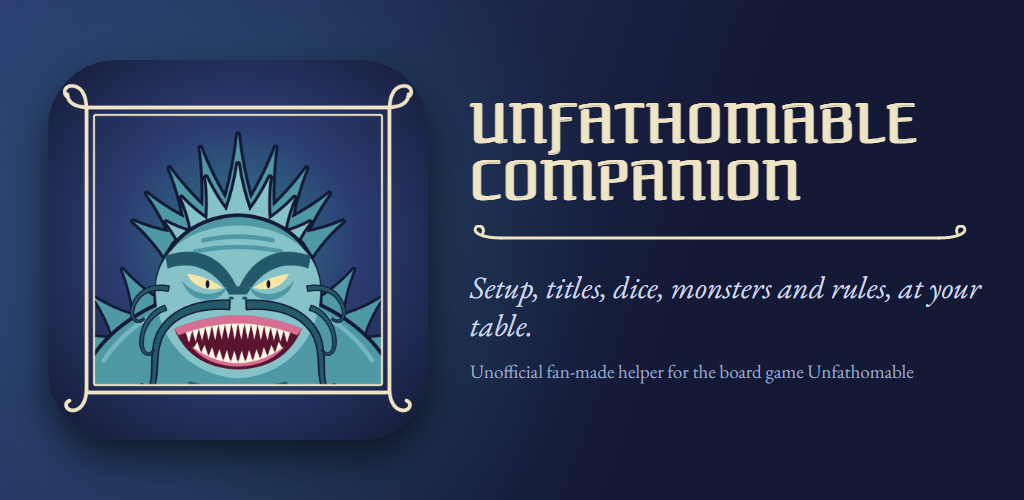 UNFATHOMABLE
COMPANION
Setup, titles, dice, monsters and rules, at your
table.
Unofficial fan-made helper for the board game Unfathomable